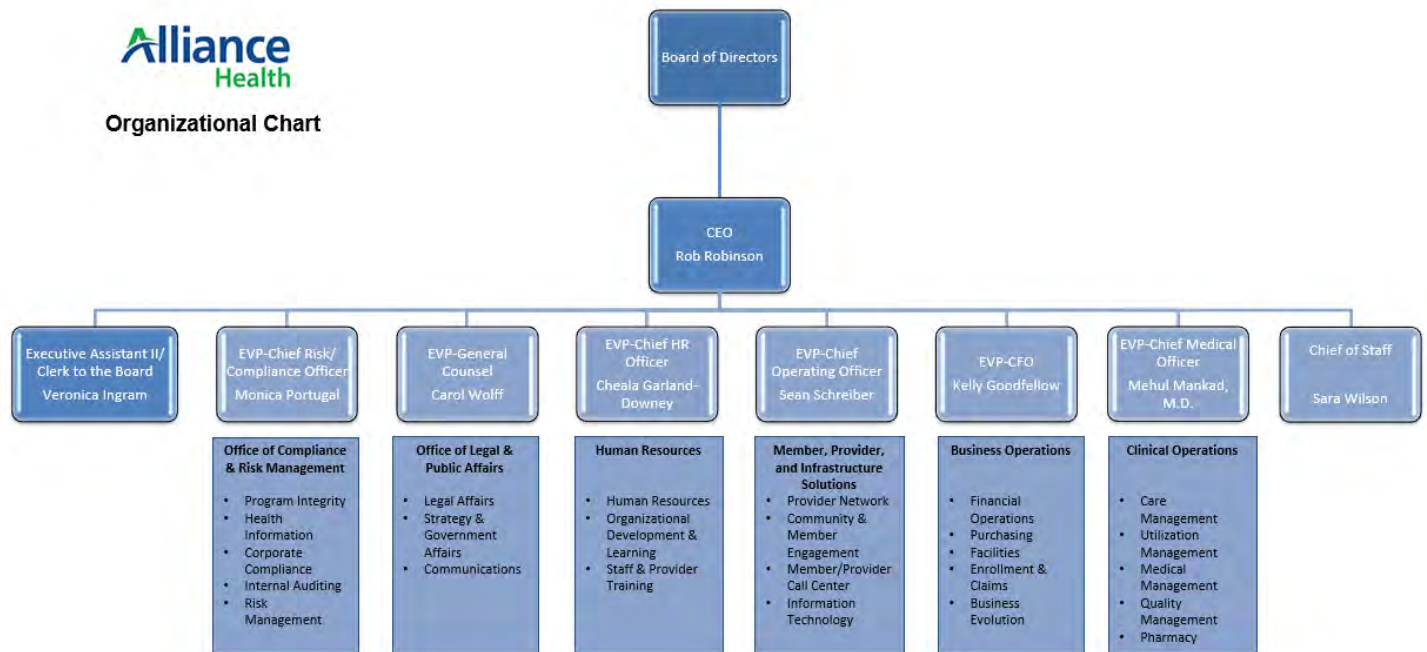 Alliance
Health
Organizational Chart
Board of Directors
CEO
Rob Robinson
Executive Assistant II/
Clerk to the Board
Veronica Ingram
EVP-Chief Risk/
Compliance Officer
Monica Portugal
EVP-General
Counsel
Carol Wolff
EVP-Chief HR
Officer
Cheala Garland-
Downey
EVP-Chief
Operating Officer
Sean Schreiber
EVP-CFO
Kelly Goodfellow
EVP-Chief Medical
Officer
Mehul Mankad,
M.D.
Chief of Staff
Sara Wilson
Office of Compliance
& Risk Management
• Program Integrity
• Health
Information
• Corporate
Compliance
• Internal Auditing
• Risk
Management
Office of Legal &
Public Affairs
• Legal Affairs
• Strategy &
Government
Affairs
• Communications
Human Resources
• Human Resources
• Organizational
Development &
Learning
• Staff & Provider
Training
Member, Provider,
and Infrastructure
Solutions
• Provider Network
• Community &
Member
Engagement
• Member/Provider
Call Center
• Information
Technology
Business Operations
• Financial
Operations
• Purchasing
• Facilities
• Enrollment &
Claims
• Business
Evolution
Clinical Operations
• Care
Management
• Utilization
Management
• Medical
Management
• Quality
Management
• Pharmacy